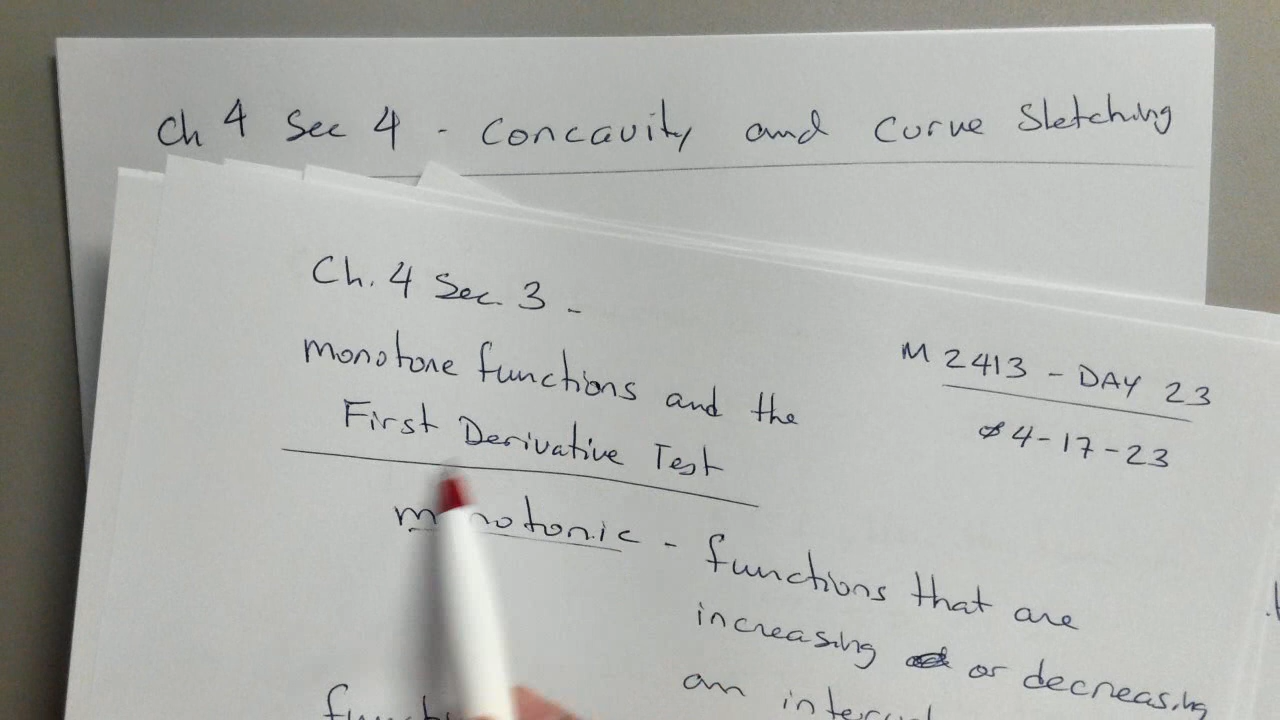 Ch 4 Sec 4 - Concavity and Curve Sketching
Ch. 4 Sec. 3 -
monotone functions and the
First Derivative Test
M 2413 - DAY 23
4-17-23
monotonic - functions that are
increasing or decreasing
an